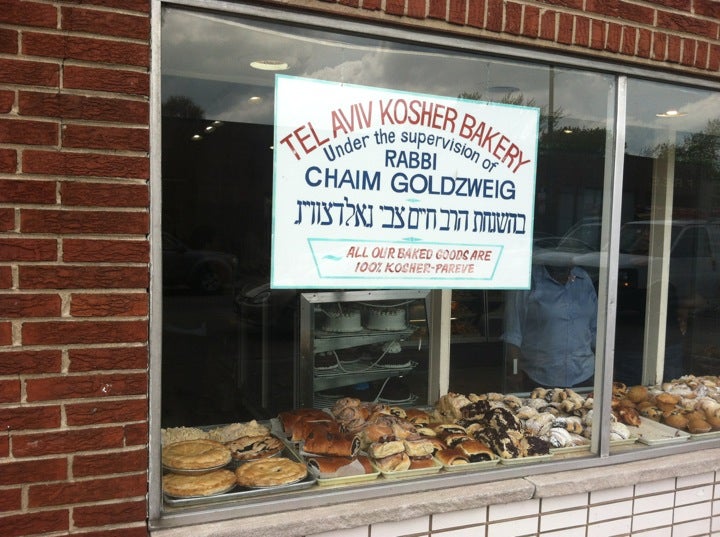 TEL AVIV KOSHER BAKERY
Under the supervision of
RABBI
CHAIM GOLDZWEIG
בהשגחת הרב חיים צבי גאלדצווייג
ALL OUR BAKED GOODS ARE
100% KOSHER-PAREVE